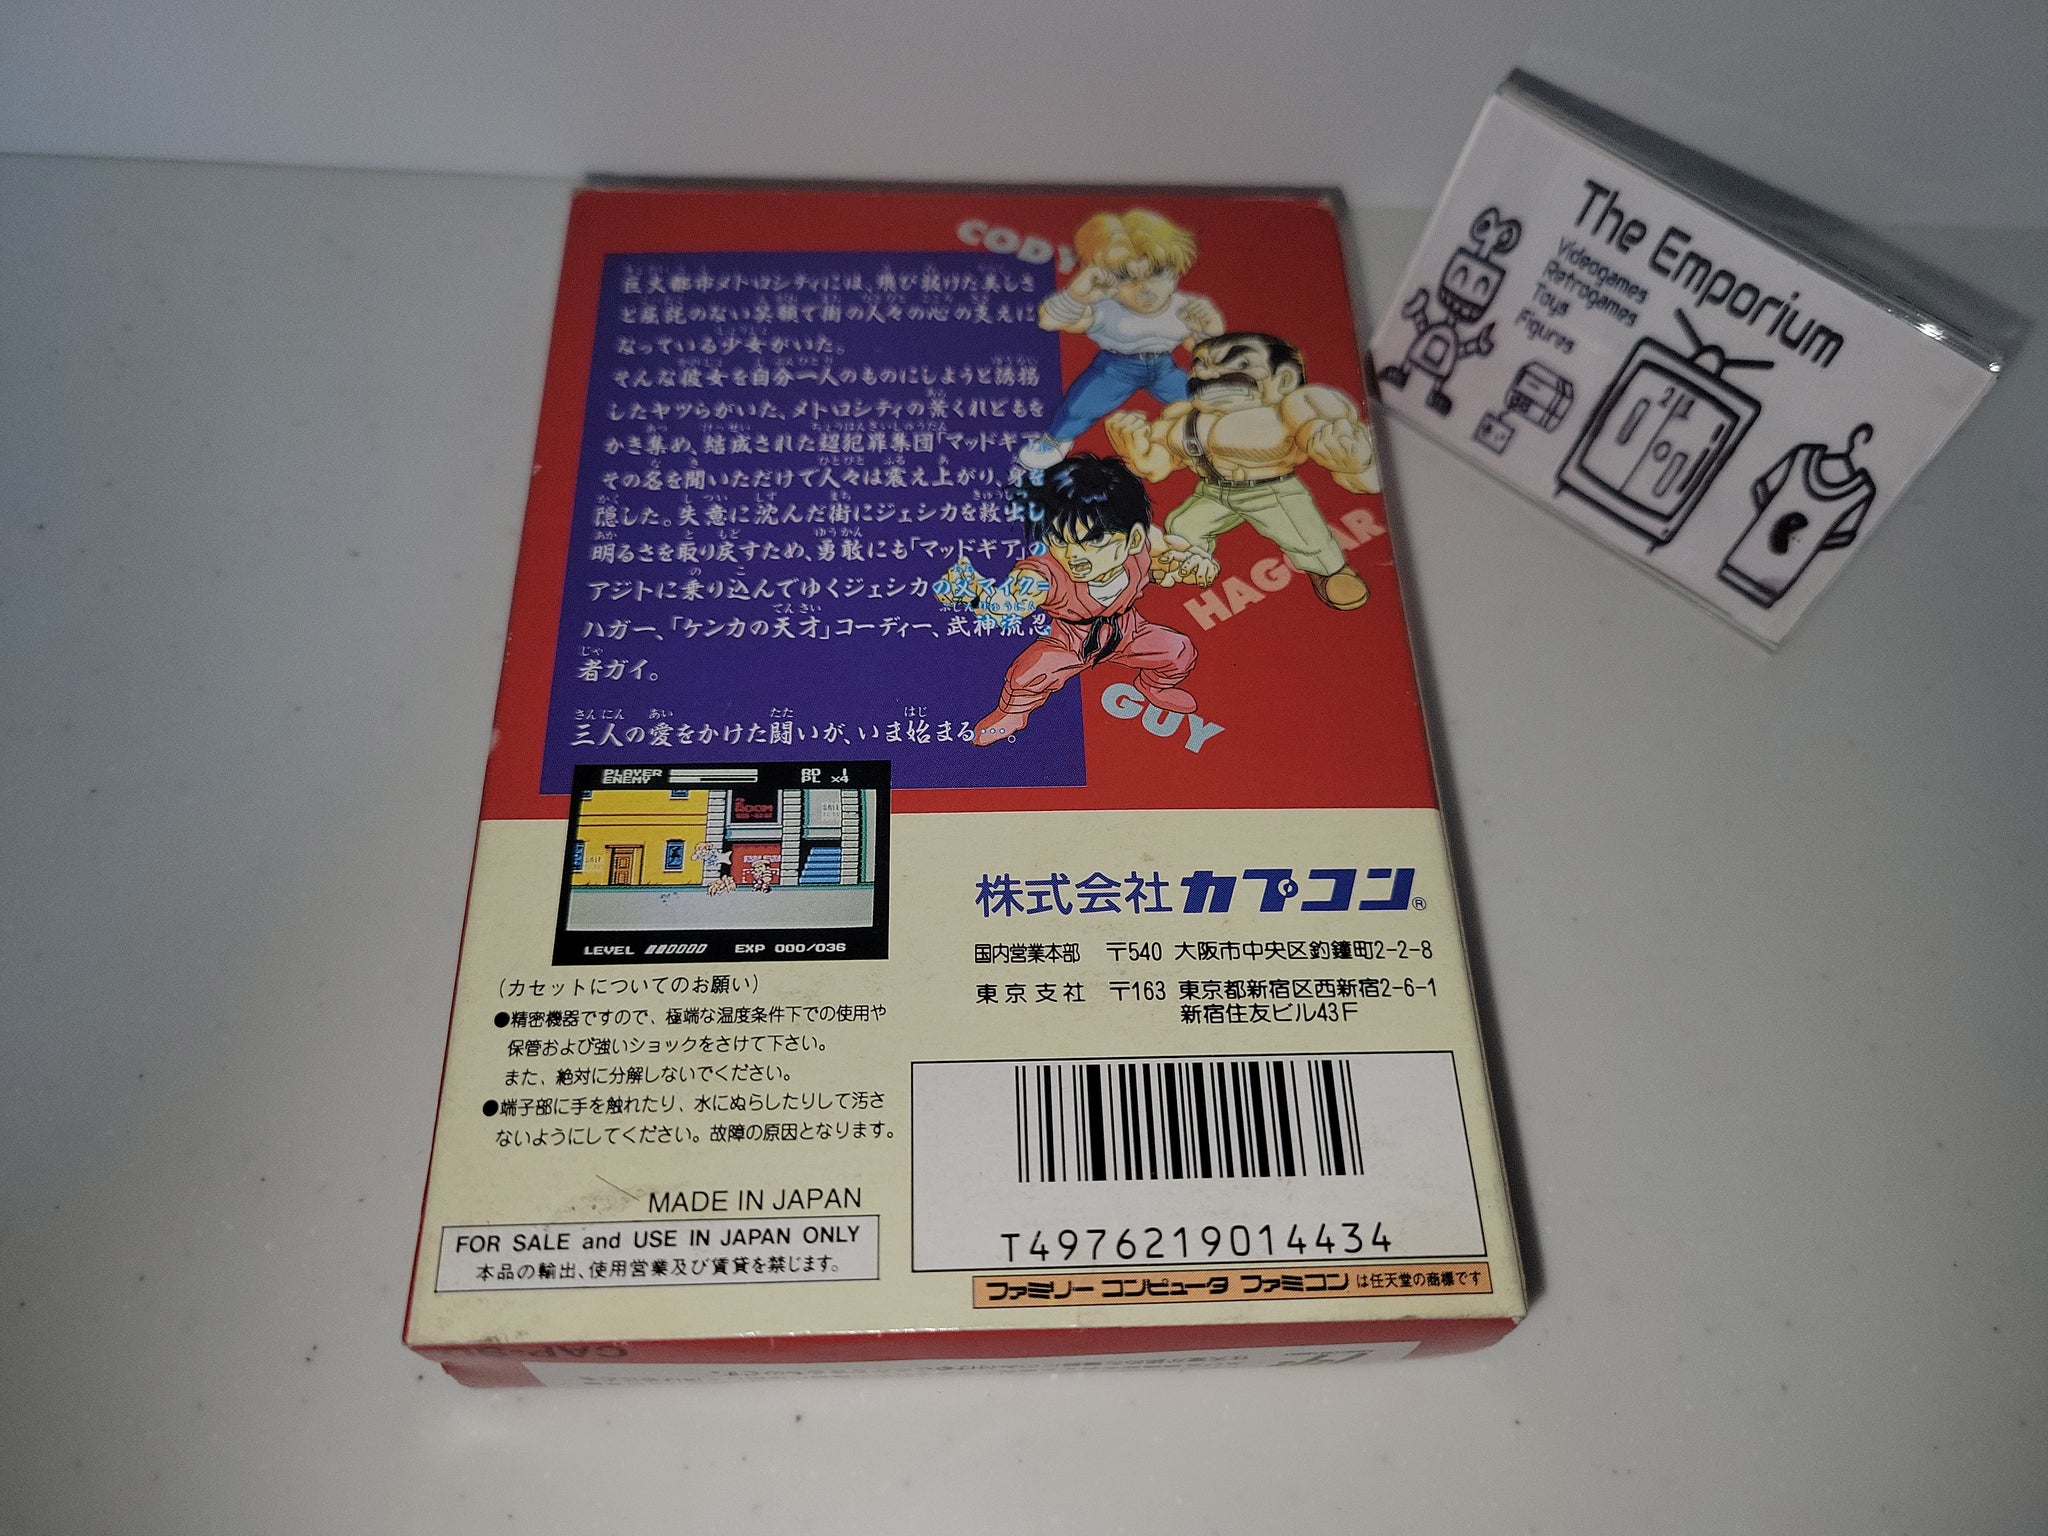 The Emporium
Videogames
Retrogames
Toys
Figures
CODY
HAGGAR
GUY
巨大都市メトロシティには、飛び抜けた美しさ
と屈託のない笑顔で街の人々の心の支えに
なっている少女がいた。
そんな彼女を自分一人のものにしようと誘拐
したヤツらがいた、メトロシティの荒くれどもを
かき集め、結成された超犯罪集団「マッドギア」。
その名を聞いただけで人々は震え上がり、身を
隠した。失意に沈んだ街にジェシカを救出し
明るさを取り戻すため、勇敢にも「マッドギア」の
アジトに乗り込んでゆくジェシカの父マイク=
ハガー、「ケンカの天才」コーディー、武神流忍
者ガイ。
三人の愛をかけた闘いが、いま始まる…。
PLAYER
ENEMY
RD 1
PL x4
LEVEL
EXP 000/036
(カセットについてのお願い)
●精密機器ですので、極端な温度条件下での使用や
保管および強いショックをさけて下さい。
また、絶対に分解しないでください。
●端子部に手を触れたり、水にぬらしたりして汚さ
ないようにしてください。故障の原因となります。
MADE IN JAPAN
FOR SALE and USE IN JAPAN ONLY
本品の輸出、使用営業及び賃貸を禁じます。
株式会社カプコン®
国内営業本部 〒540 大阪市中央区釣鐘町2-2-8
東京支社 〒163 東京都新宿区西新宿2-6-1
新宿住友ビル43F
T4976219014434
ファミリーコンピュータ ファミコンは任天堂の商標です